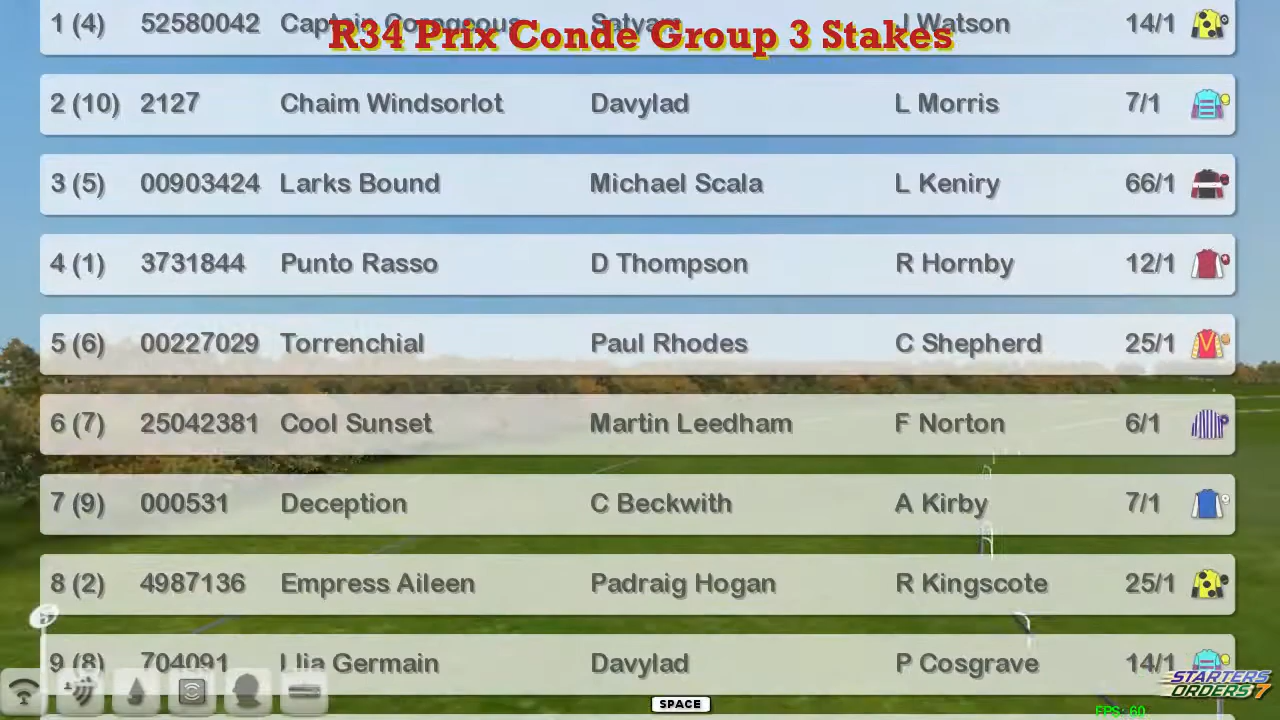 R34 Prix Conde Group 3 Stakes
1 (4) 52580042 Captain Corageous Satyam J Watson 14/1
2 (10) 2127 Chaim Windsorlot Davylad L Morris 7/1
3 (5) 00903424 Larks Bound Michael Scala L Keniry 66/1
4 (1) 3731844 Punto Rasso D Thompson R Hornby 12/1
5 (6) 00227029 Torrenchial Paul Rhodes C Shepherd 25/1
6 (7) 25042381 Cool Sunset Martin Leedham F Norton 6/1
7 (9) 000531 Deception C Beckwith A Kirby 7/1
8 (2) 4987136 Empress Aileen Padraig Hogan R Kingscote 25/1
9 (8) 704091 Germain Davylad P Cosgrave 14/1
SPACE
STARTERS
ORDERS 7
FPS: 60